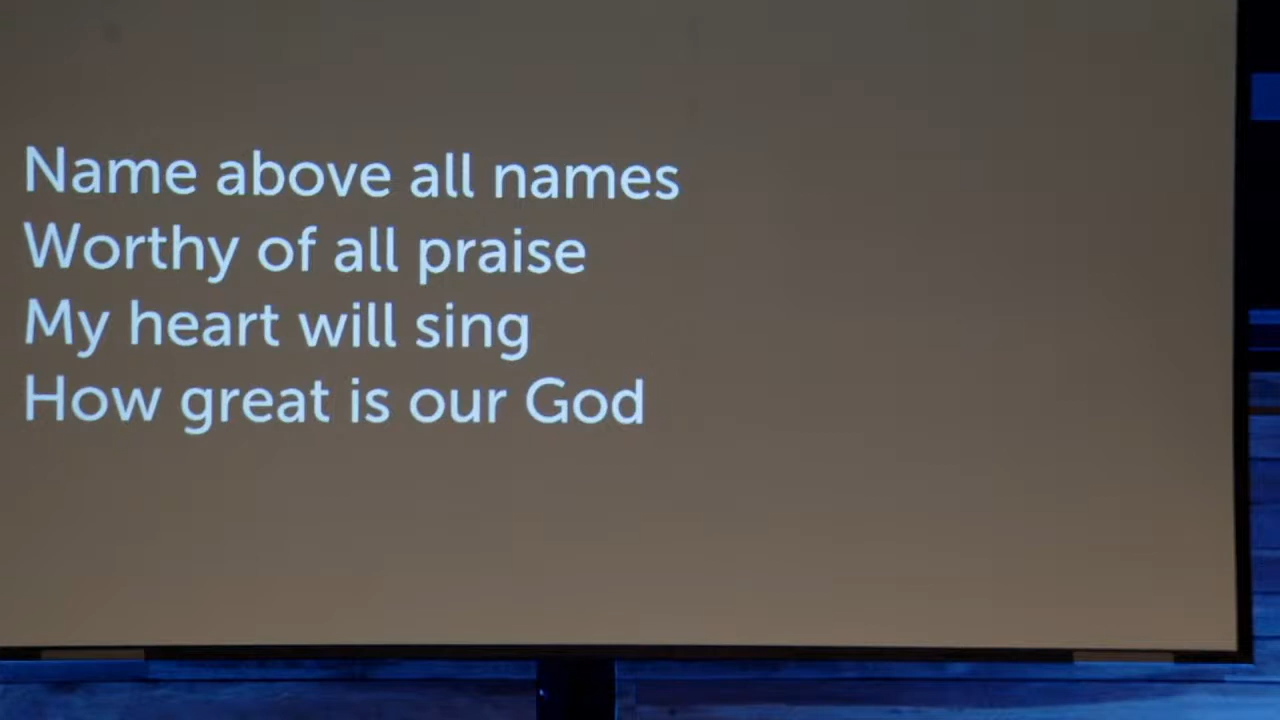 Name above all names
Worthy of all praise
My heart will sing
How great is our God